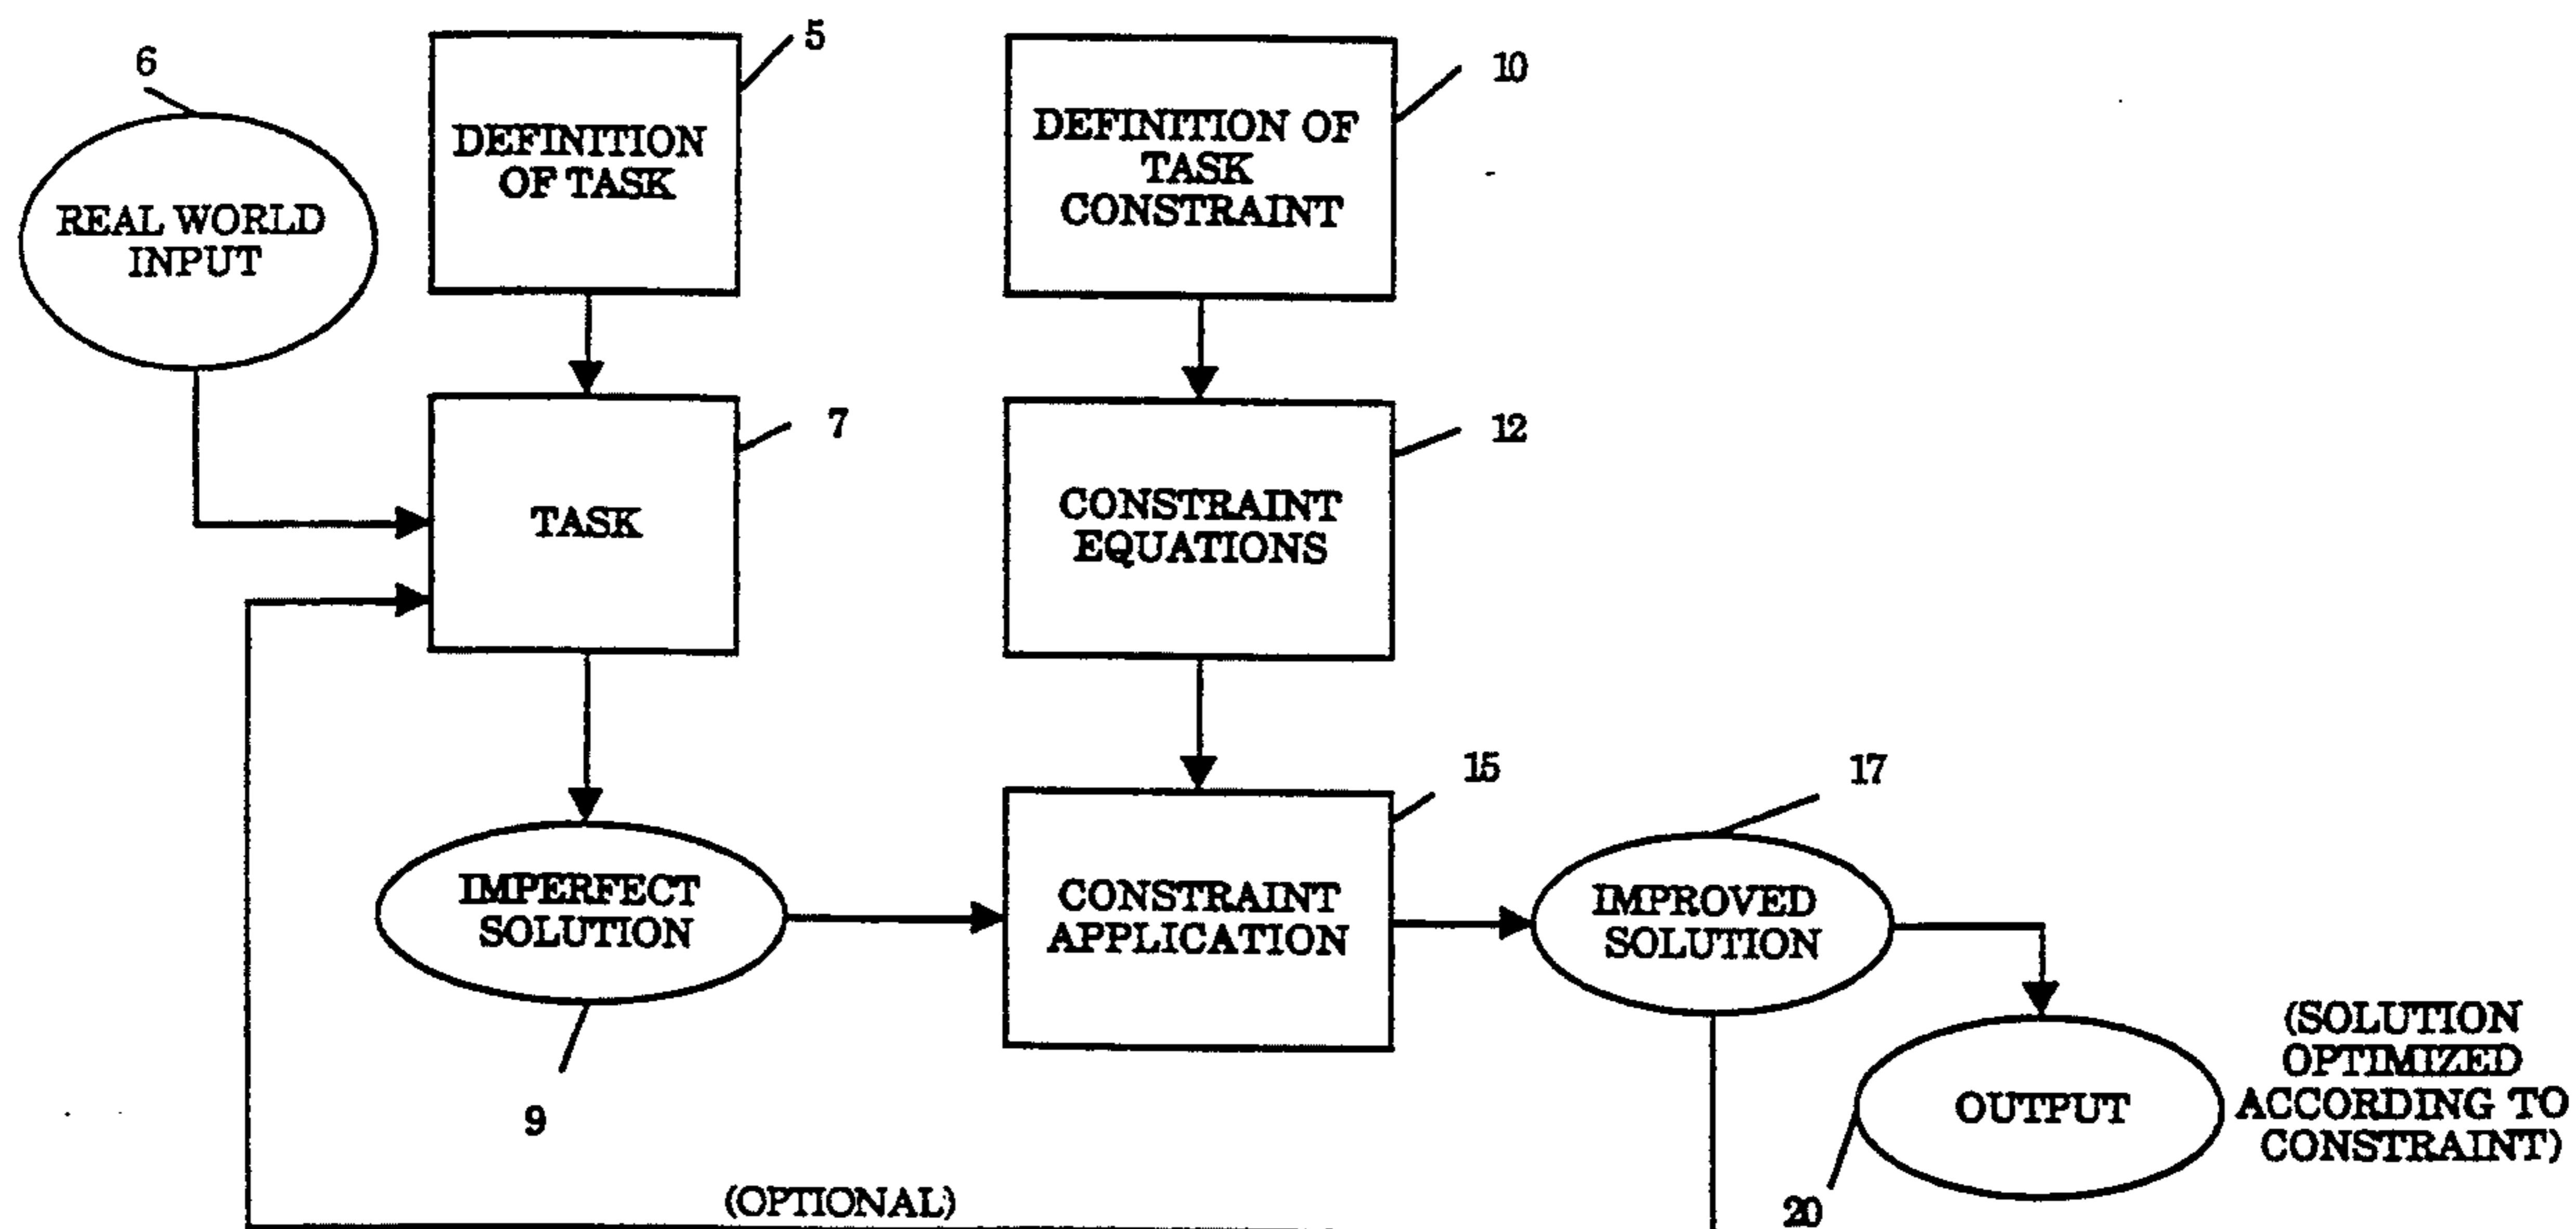 5
6
10
DEFINITION
OF TASK
DEFINITION OF
TASK
CONSTRAINT
REAL WORLD
INPUT
7
12
TASK
CONSTRAINT
EQUATIONS
15
17
IMPERFECT
SOLUTION
CONSTRAINT
APPLICATION
IMPROVED
SOLUTION
9
OUTPUT
(SOLUTION
OPTIMIZED
ACCORDING TO
CONSTRAINT)
(OPTIONAL)
20